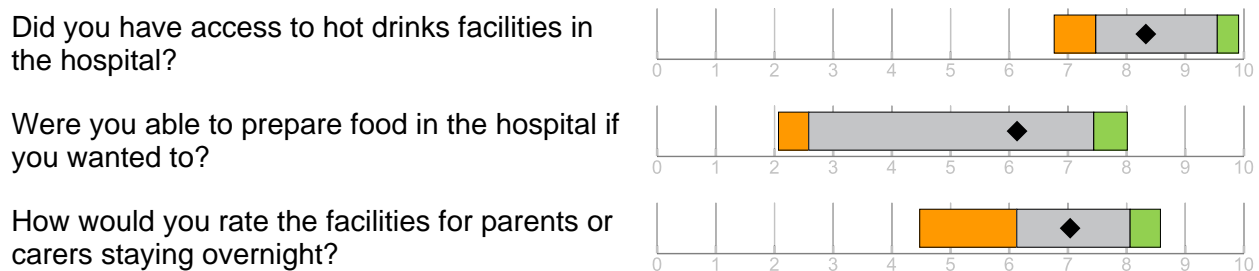 Did you have access to hot drinks facilities in
the hospital?
0 1 2 3 4 5 6 7 8 9 10
Were you able to prepare food in the hospital if
you wanted to?
0 1 2 3 4 5 6 7 8 9 10
How would you rate the facilities for parents or
carers staying overnight?
0 1 2 3 4 5 6 7 8 9 10